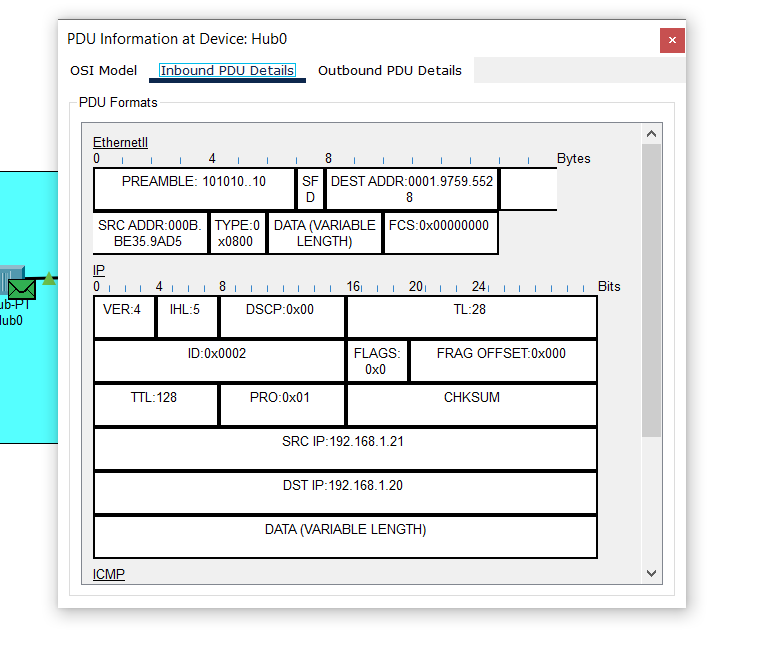 PDU Information at Device: Hub0
×
OSI Model Inbound PDU Details Outbound PDU Details
PDU Formats
EthernetII
0 4 8 Bytes
PREAMBLE: 101010..10
SF
D
DEST ADDR:0001.9759.552
8
SRC ADDR:000B.
BE35.9AD5
TYPE:0
x0800
DATA (VARIABLE
LENGTH)
FCS:0x00000000
IP
0 4 8 16 20 24 Bits
VER:4 IHL:5 DSCP:0x00 TL:28
ID:0x0002
FLAGS:
0x0
FRAG OFFSET:0x000
TTL:128 PRO:0x01 CHKSUM
SRC IP:192.168.1.21
DST IP:192.168.1.20
DATA (VARIABLE LENGTH)
ICMP
ub-PT
lub0